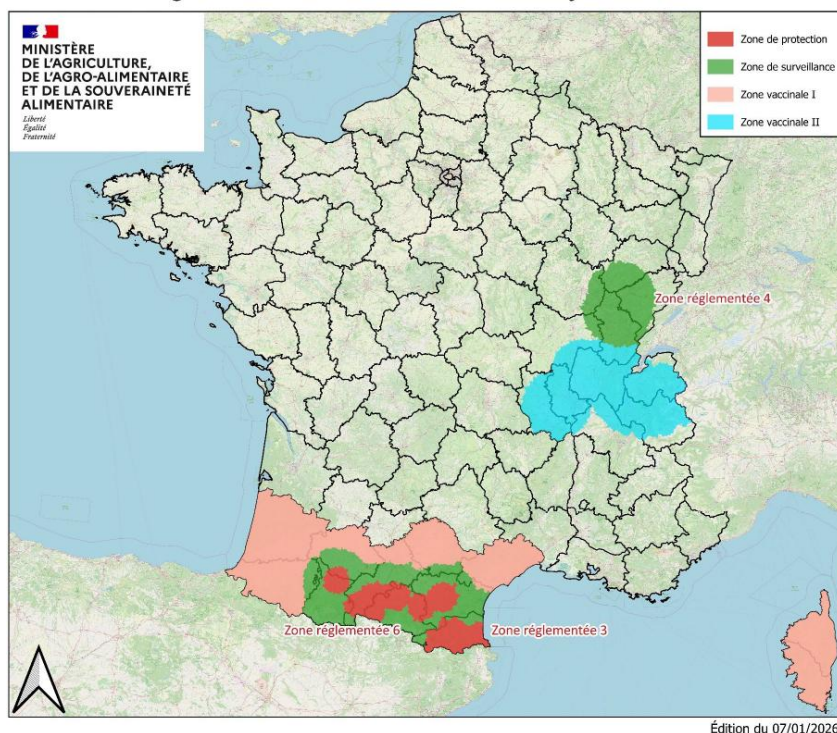 MINISTÈRE
DE L'AGRICULTURE,
DE L'AGRO-ALIMENTAIRE
ET DE LA SOUVERAINETÉ
ALIMENTAIRE
Liberté
Égalité
Fraternité
Zone de protection
Zone de surveillance
Zone vaccinale I
Zone vaccinale II
Zone réglementée 4
Zone réglementée 6
Zone réglementée 3
Édition du 07/01/2026